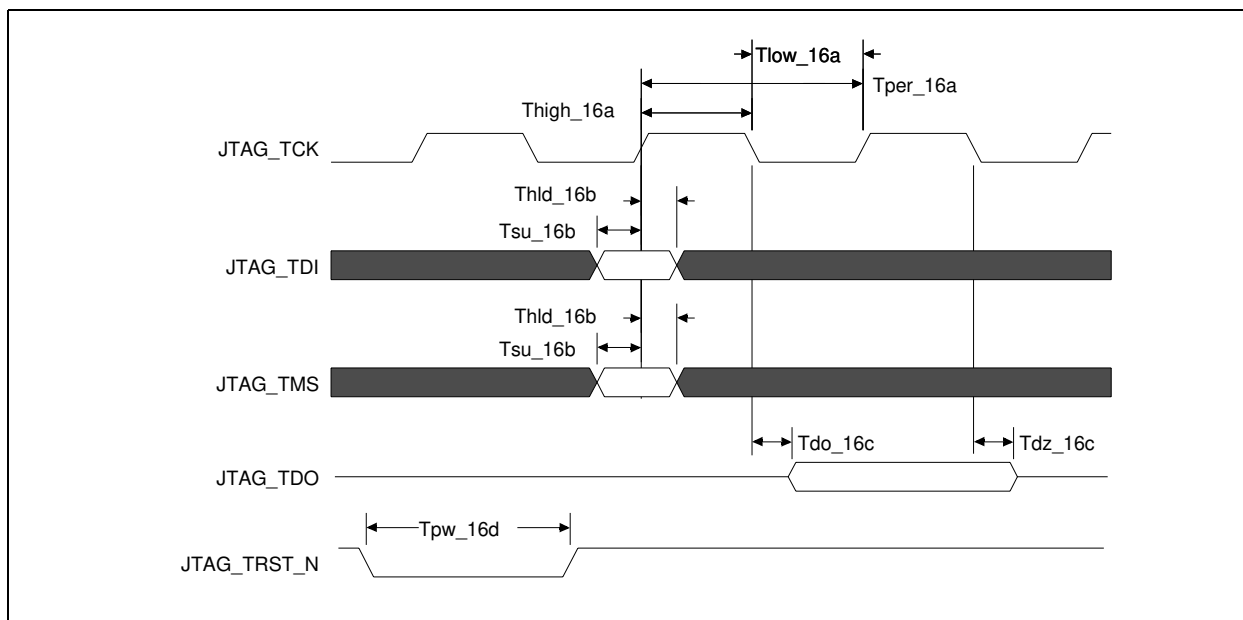 Tlow_16a
Tper_16a
Thigh_16a
JTAG_TCK
Thld_16b
Tsu_16b
JTAG_TDI
Thld_16b
Tsu_16b
JTAG_TMS
Tdo_16c
Tdz_16c
JTAG_TDO
Tpw_16d
JTAG_TRST_N